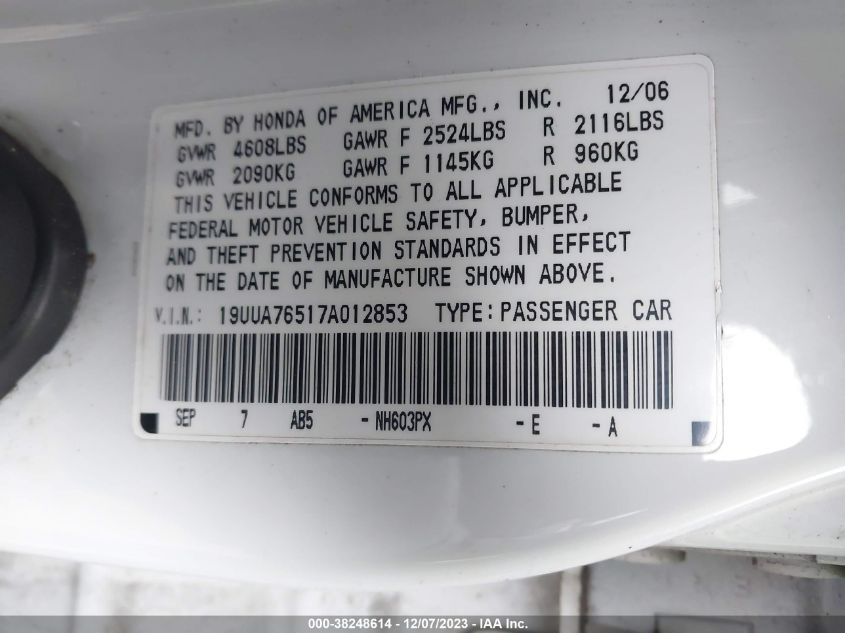 MFD. BY HONDA OF AMERICA MFG., INC. 12/06
GVWR 4608LBS GAWR F 2524LBS R 2116LBS
GVWR 2090KG GAWR F 1145KG R 960KG
THIS VEHICLE CONFORMS TO ALL APPLICABLE
FEDERAL MOTOR VEHICLE SAFETY, BUMPER,
AND THEFT PREVENTION STANDARDS IN EFFECT
ON THE DATE OF MANUFACTURE SHOWN ABOVE.
V.I.N.: 19UUA76517A012853 TYPE: PASSENGER CAR
SEP 7 AB5 - NH603PX - E - A
000-38248614 - 12/07/2023 - IAA Inc.